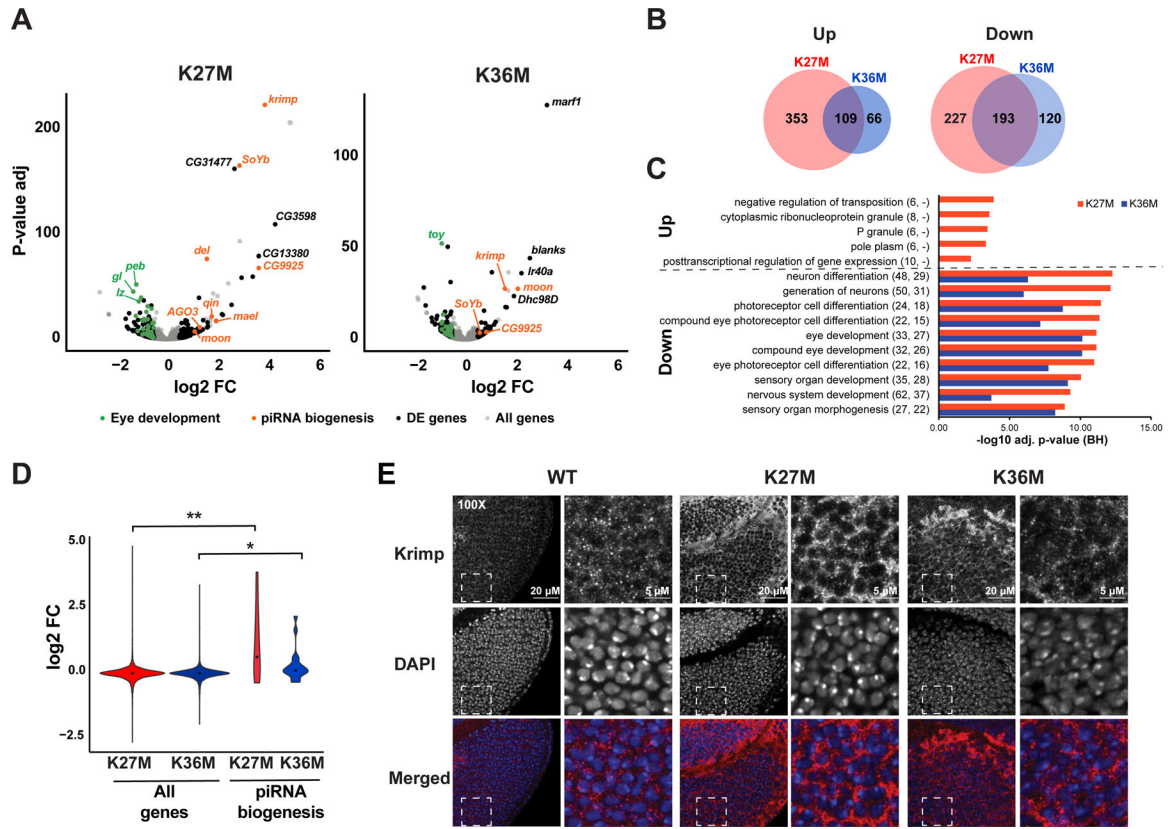 A
K27M
K36M
P-value adj
200
100
0
krimp
CG31477
SoYb
CG3598
del
CG13380
CG9925
peb
gl
lz
AGO3
qin
mael
moon
−2
0
2
4
6
log2 FC
100
50
0
marf1
toy
blanks
krimp
Ir40a
moon
Dhc98D
SoYb
CG9925
−2
0
2
4
6
log2 FC
Eye development
piRNA biogenesis
DE genes
All genes
B
Up
Down
K27M
K36M
353
109
66
K27M
K36M
227
193
120
C
K27M
K36M
Up
negative regulation of transposition (6, -)
cytoplasmic ribonucleoprotein granule (8, -)
P granule (6, -)
pole plasm (6, -)
posttranscriptional regulation of gene expression (10, -)
Down
neuron differentiation (48, 29)
generation of neurons (50, 31)
photoreceptor cell differentiation (24, 18)
compound eye photoreceptor cell differentiation (22, 15)
eye development (33, 27)
compound eye development (32, 26)
eye photoreceptor cell differentiation (22, 16)
sensory organ development (35, 28)
nervous system development (62, 37)
sensory organ morphogenesis (27, 22)
0.00
5.00
10.00
15.00
-log10 adj. p-value (BH)
D
**
*
log2 FC
5.0
2.5
0.0
−2.5
K27M
K36M
K27M
K36M
All
genes
piRNA
biogenesis
E
WT
K27M
K36M
Krimp
100X
20 µM
5 µM
20 µM
5 µM
20 µM
5 µM
DAPI
Merged